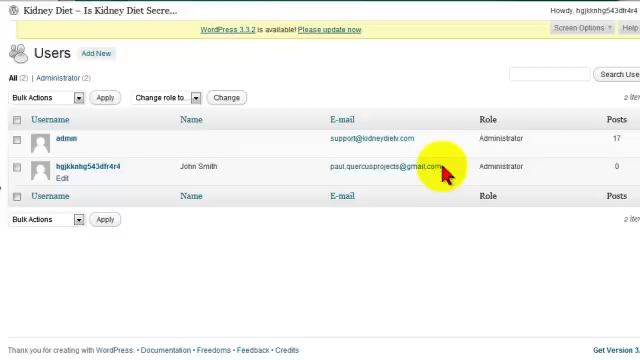 Kidney Diet – Is Kidney Diet Secre...
Howdy, hgjkknhg543dfr4r4
WordPress 3.3.2 is available! Please update now.
Screen Options
Help
Users Add New
All (2) | Administrator (2)
Search Use
Bulk Actions Apply Change role to... Change
2 iter
Username Name E-mail Role Posts
admin support@kidneydietv.com Administrator 17
hgjkknhg543dfr4r4 John Smith paul.quercusprojects@gmail.com Administrator 0
Edit
Username Name E-mail Role Posts
Bulk Actions Apply
2 iter
Thank you for creating with WordPress. • Documentation • Freedoms • Feedback • Credits
Get Version 3.